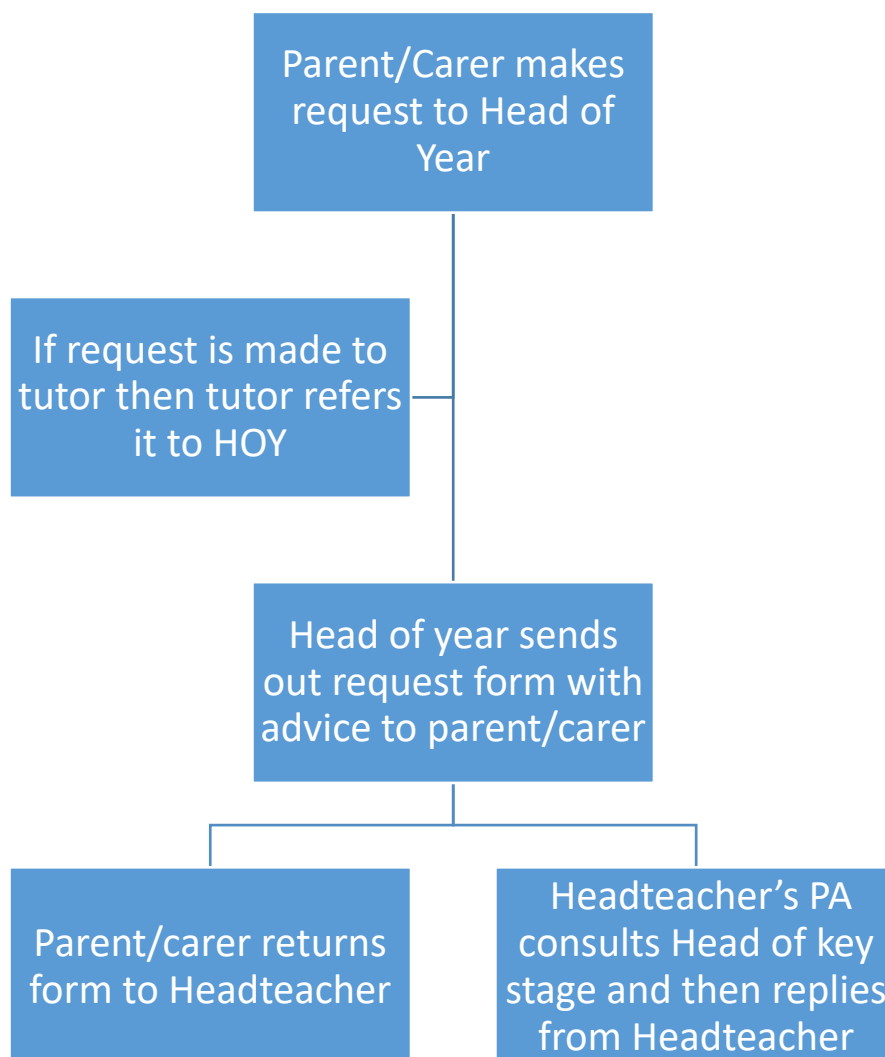 Parent/Carer makes
request to Head of
Year
If request is made to
tutor then tutor refers
it to HOY
Head of year sends
out request form with
advice to parent/carer
Parent/carer returns
form to Headteacher
Headteacher’s PA
consults Head of key
stage and then replies
from Headteacher